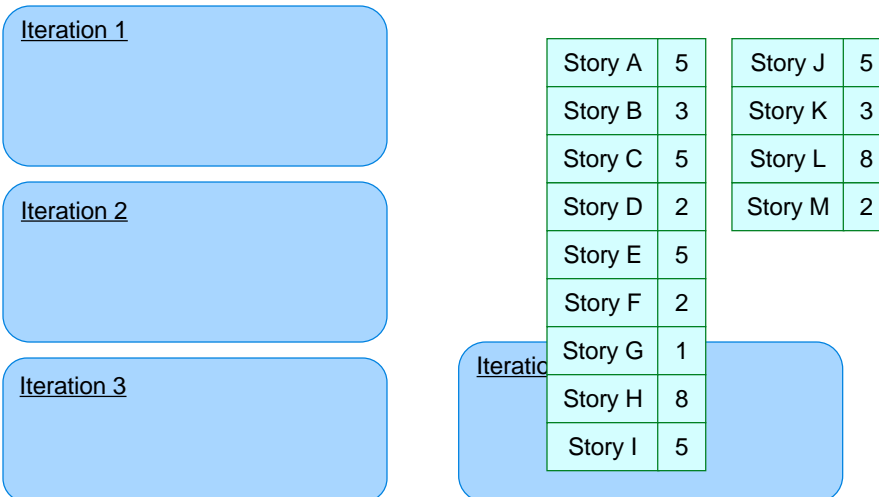 Iteration 1
Story A 5
Story B 3
Story C 5
Story D 2
Story E 5
Story F 2
Story G 1
Story H 8
Story I 5
Story J 5
Story K 3
Story L 8
Story M 2
Iteration 2
Iteration 3